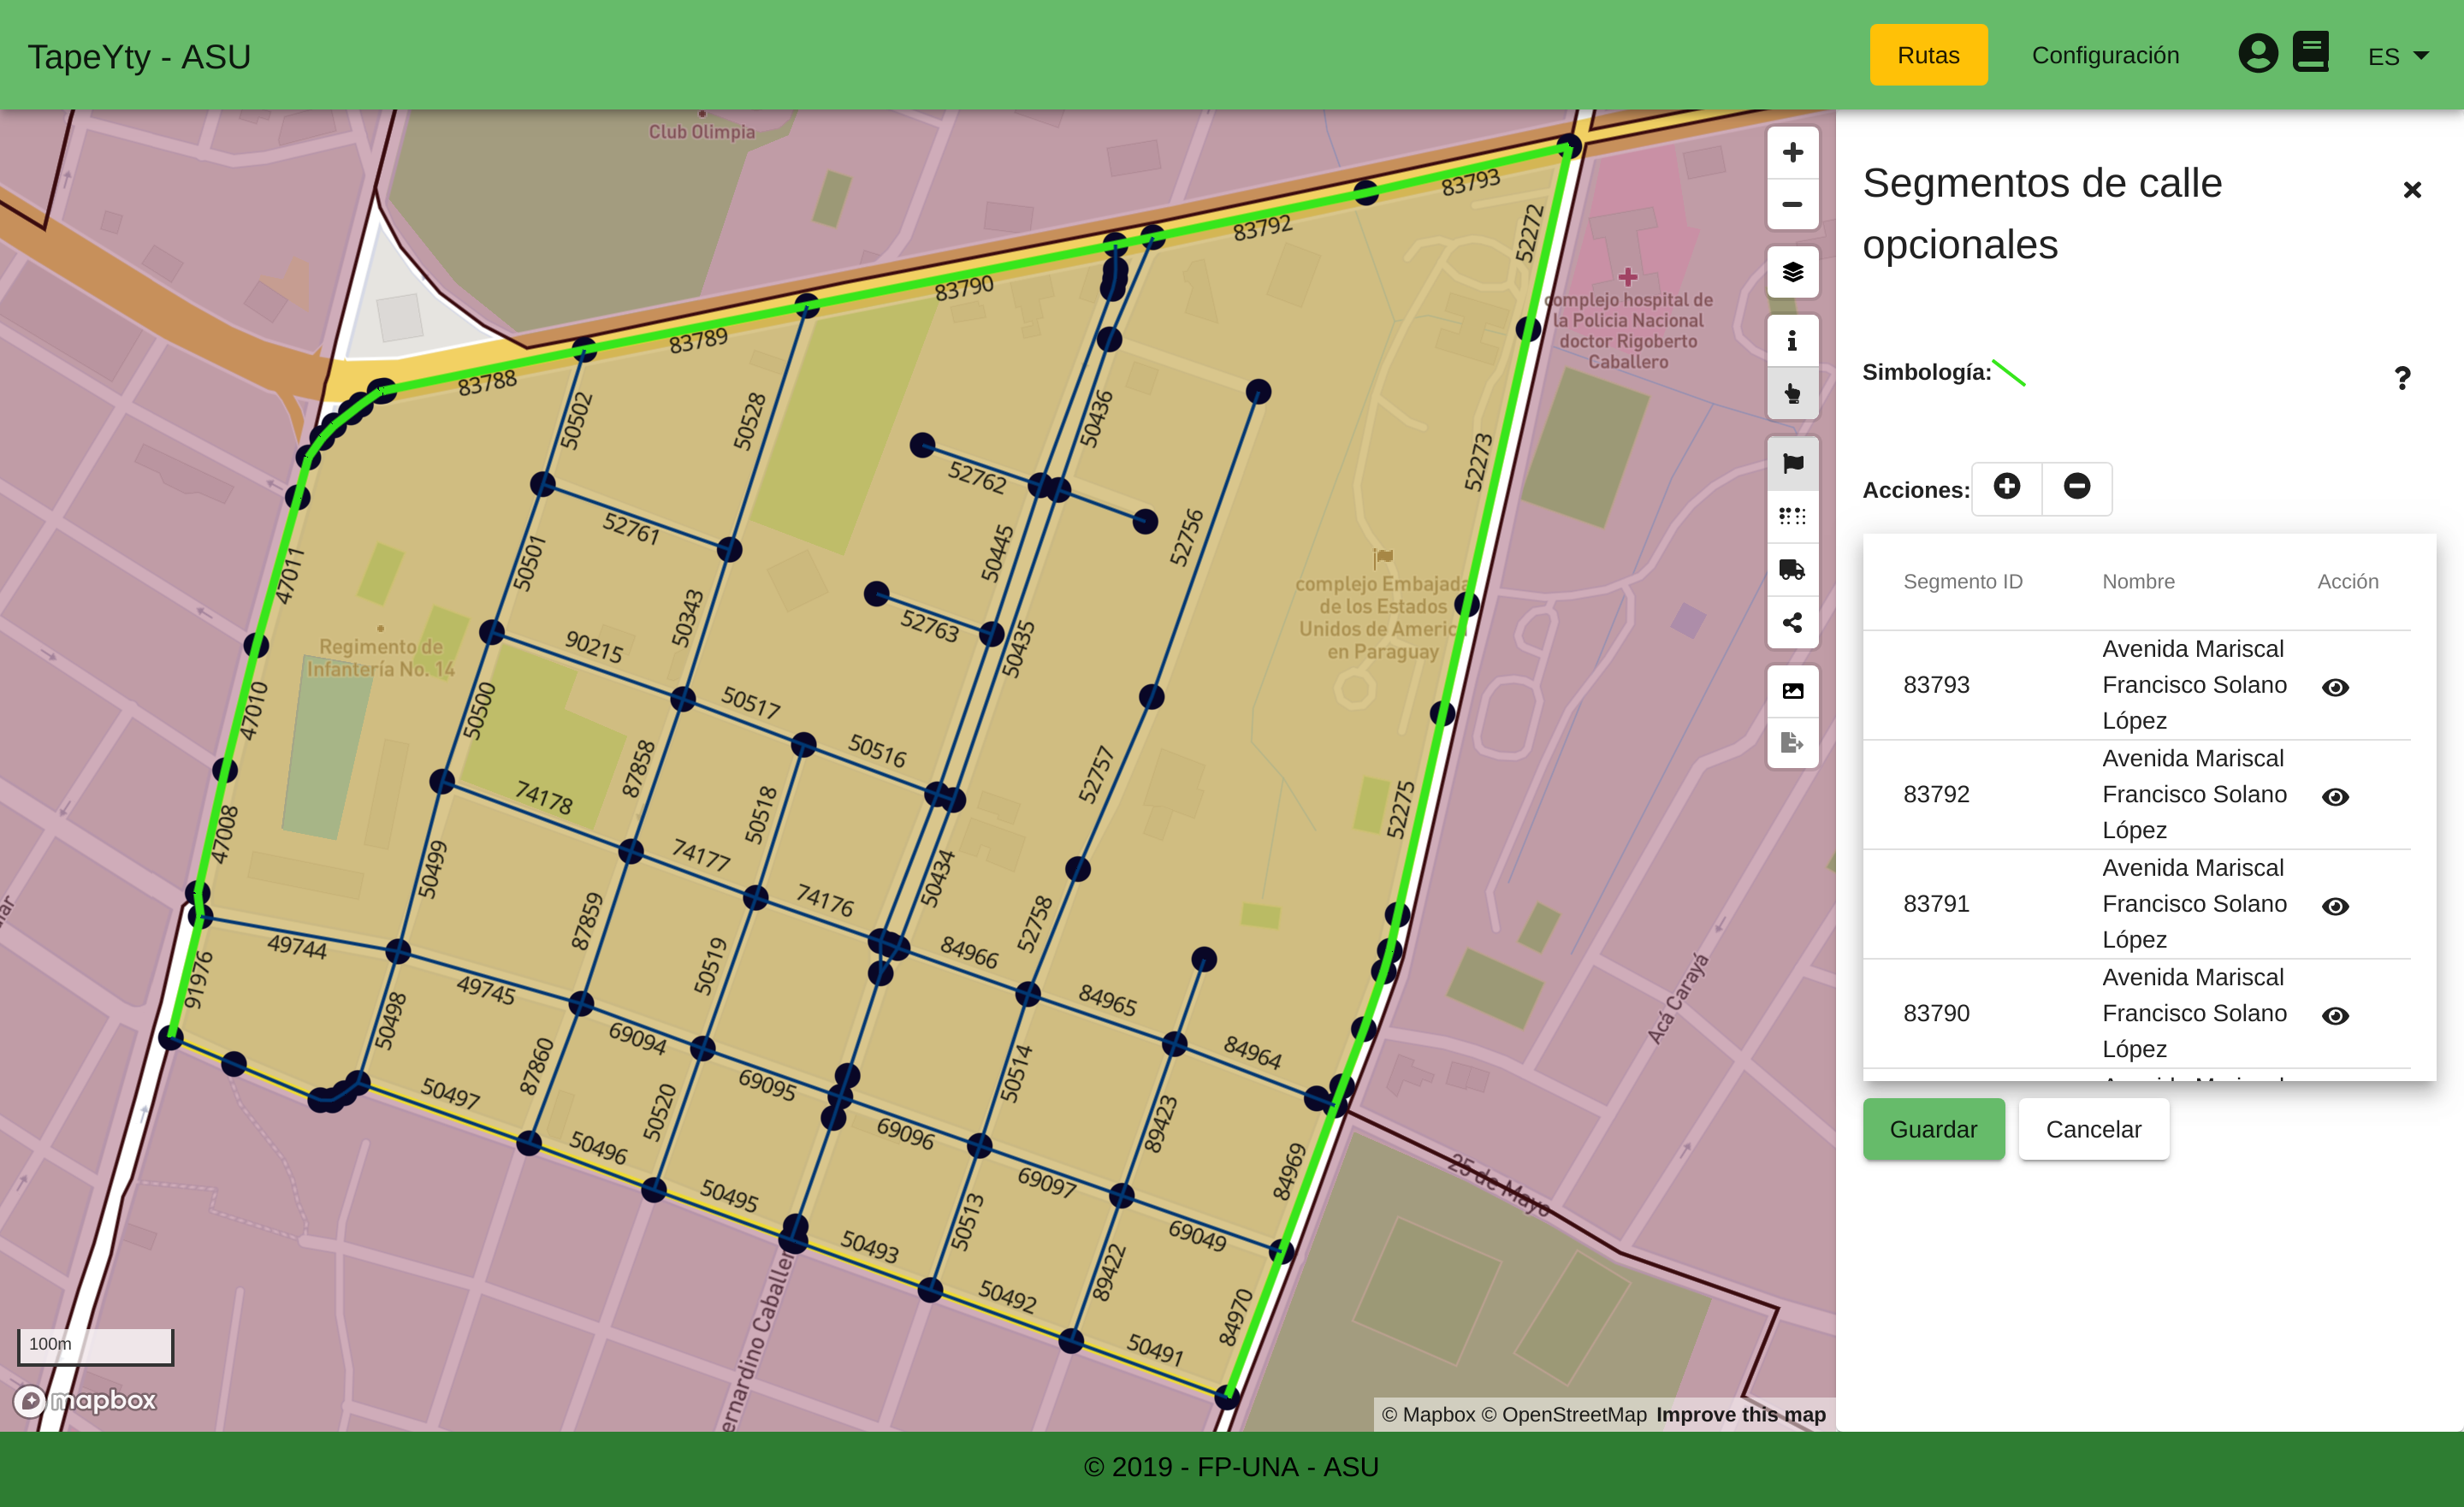 TapeYty - ASU
Rutas
Configuración
ES
Club Olimpia
83793
83792
83790
83789
83788
52272
complejo hospital de
la Policia Nacional
doctor Rigoberto
Caballero
50502
50528
50436
52762
52273
52761
50501
50445
52756
47011
52763
50343
50435
complejo Embajada
de los Estados
Unidos de America
en Paraguay
Regimiento de
Infantería No. 14
90215
47010
50500
50517
50516
87858
52757
52275
74178
50518
47008
74177
50499
74176
50434
87859
52758
49744
50519
84966
91976
49745
84965
Acá Carayá
50498
69094
84964
87860
69095
50514
50497
50520
69096
89423
50496
69097
84969
25 de Mayo
50495
50513
69049
50493
89422
50492
84970
50491
100m
mapbox
© Mapbox © OpenStreetMap Improve this map
Segmentos de calle
opcionales
Simbología:
?
Acciones:
Segmento ID Nombre Acción
83793 Avenida Mariscal
Francisco Solano
López
83792 Avenida Mariscal
Francisco Solano
López
83791 Avenida Mariscal
Francisco Solano
López
83790 Avenida Mariscal
Francisco Solano
López
Guardar
Cancelar
© 2019 - FP-UNA - ASU